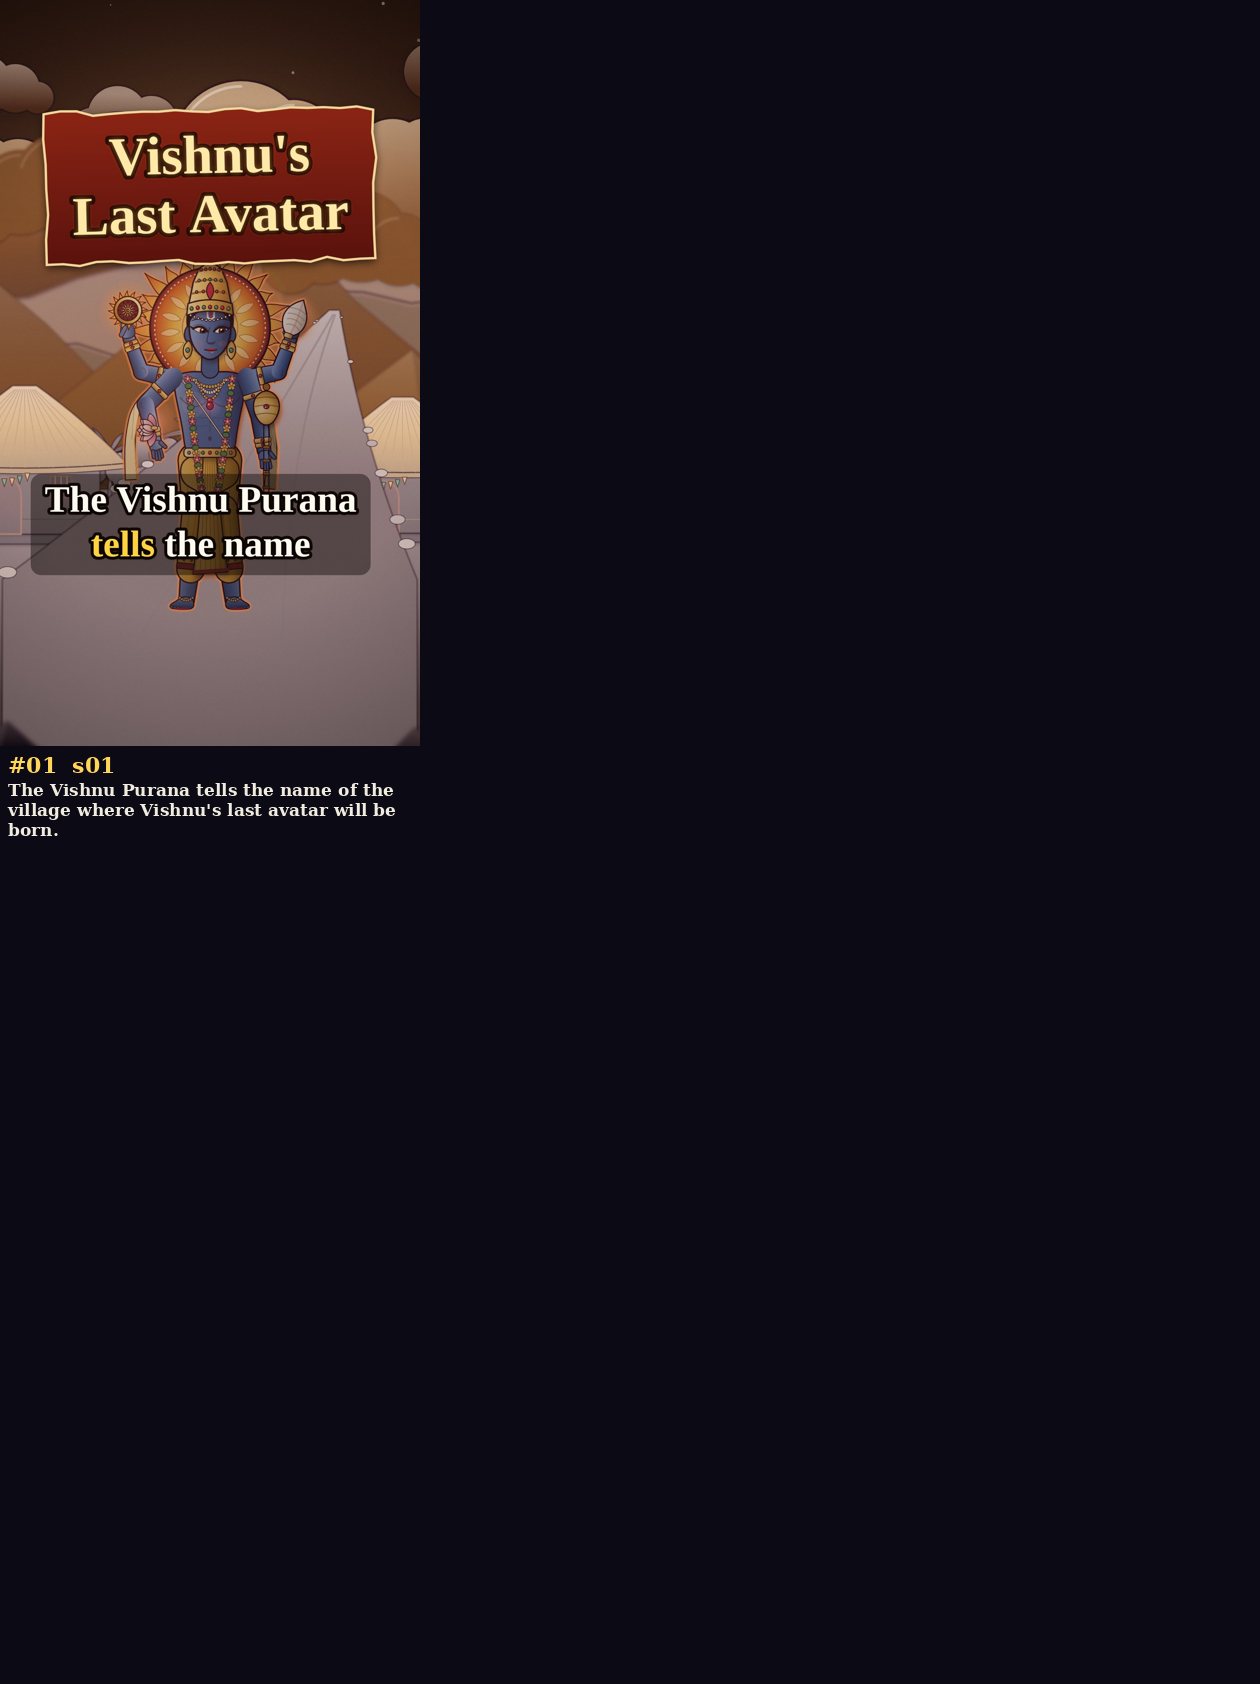 Vishnu's
Last Avatar
The Vishnu Purana
tells the name
#01 s01
The Vishnu Purana tells the name of the
village where Vishnu's last avatar will be
born.